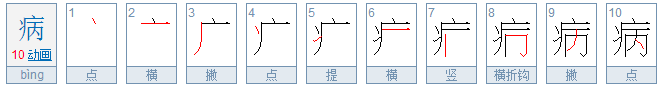 病 1 2 3 4 5 6 7 8 9 10
10 动画
bìng 点 横 撇 点 提 横 竖 横折钩 撇 点